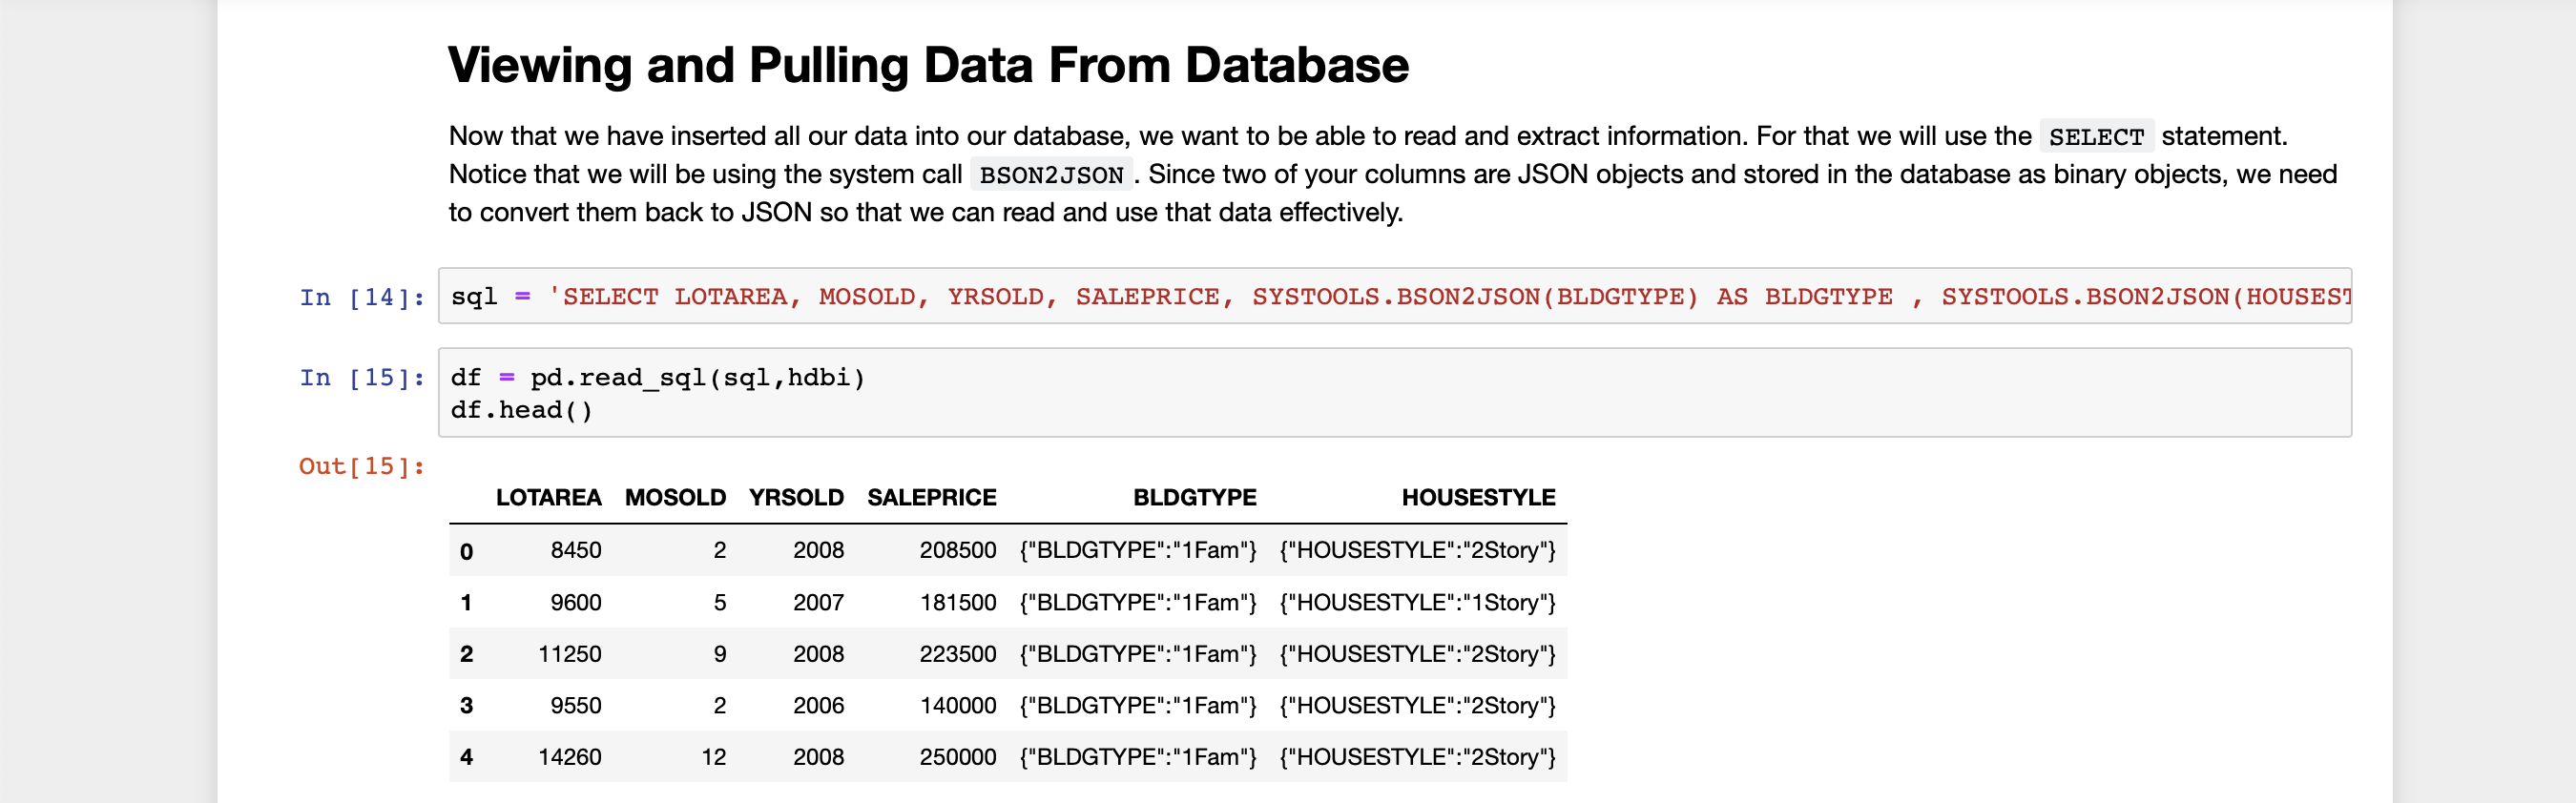 Viewing and Pulling Data From Database
Now that we have inserted all our data into our database, we want to be able to read and extract information. For that we will use the SELECT statement.
Notice that we will be using the system call BSON2JSON . Since two of your columns are JSON objects and stored in the database as binary objects, we need
to convert them back to JSON so that we can read and use that data effectively.
In [14]: sql = 'SELECT LOTAREA, MOSOLD, YRSOLD, SALEPRICE, SYSTOOLS.BSON2JSON(BLDGTYPE) AS BLDGTYPE , SYSTOOLS.BSON2JSON(HOUSEST
In [15]: df = pd.read_sql(sql,hdbi)
df.head()
Out[15]:
LOTAREA MOSOLD YRSOLD SALEPRICE BLDGTYPE HOUSESTYLE
0 8450 2 2008 208500 {"BLDGTYPE":"1Fam"} {"HOUSESTYLE":"2Story"}
1 9600 5 2007 181500 {"BLDGTYPE":"1Fam"} {"HOUSESTYLE":"1Story"}
2 11250 9 2008 223500 {"BLDGTYPE":"1Fam"} {"HOUSESTYLE":"2Story"}
3 9550 2 2006 140000 {"BLDGTYPE":"1Fam"} {"HOUSESTYLE":"2Story"}
4 14260 12 2008 250000 {"BLDGTYPE":"1Fam"} {"HOUSESTYLE":"2Story"}